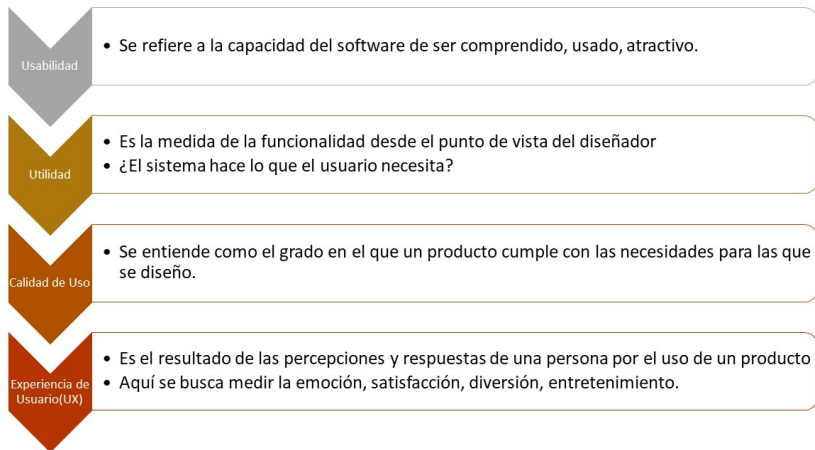 Usabilidad
• Se refiere a la capacidad del software de ser comprendido, usado, atractivo.
Utilidad
• Es la medida de la funcionalidad desde el punto de vista del diseñador
• ¿El sistema hace lo que el usuario necesita?
Calidad de Uso
• Se entiende como el grado en el que un producto cumple con las necesidades para las que
se diseño.
Experiencia de
Usuario(UX)
• Es el resultado de las percepciones y respuestas de una persona por el uso de un producto
• Aquí se busca medir la emoción, satisfacción, diversión, entretenimiento.